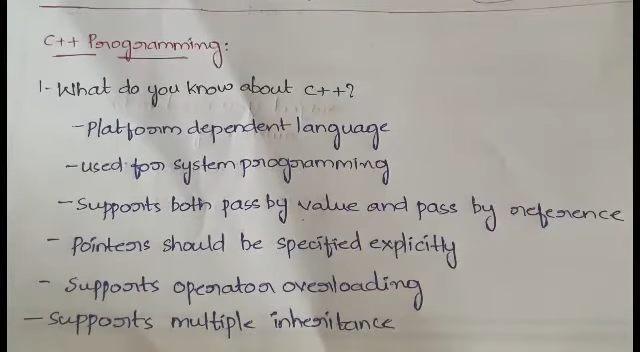 C++ Programming:
1- What do you know about C++?
- Platform dependent language
- used for system programming
- Supports both pass by value and pass by reference
- Pointers should be specified explicitly
- Supports operator overloading
- Supports multiple inheritance